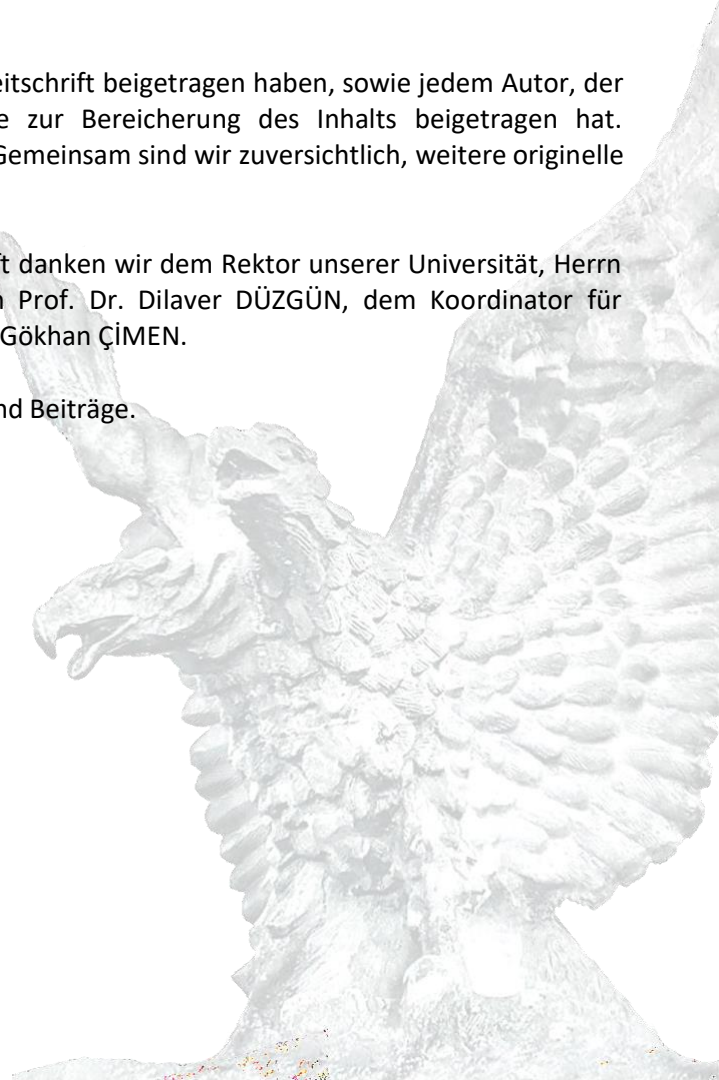 eitschrift beigetragen haben, sowie jedem Autor, der
e zur Bereicherung des Inhalts beigetragen hat.
Gemeinsam sind wir zuversichtlich, weitere originelle
ft danken wir dem Rektor unserer Universität, Herrn
n Prof. Dr. Dilaver DÜZGÜN, dem Koordinator für
Gökhan ÇİMEN.
nd Beiträge.